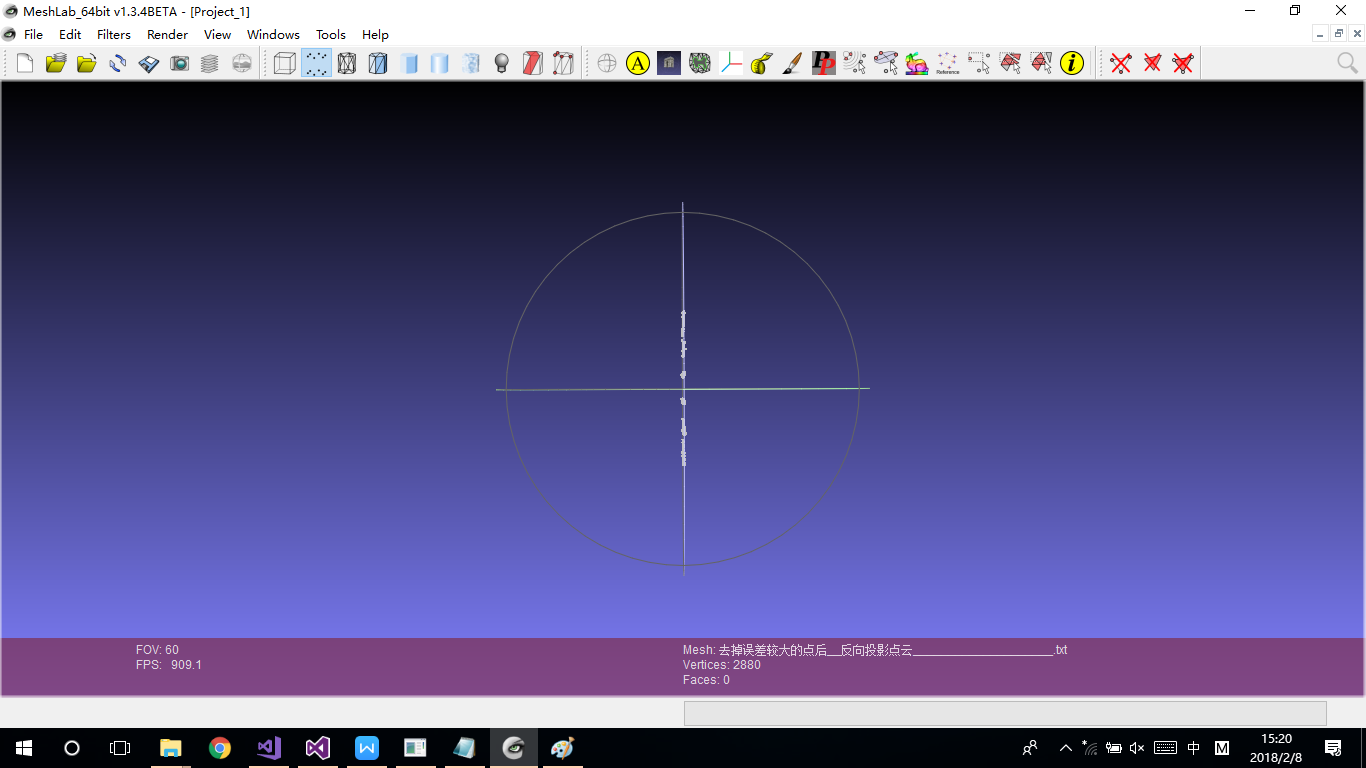 MeshLab_64bit v1.3.4BETA - [Project_1]
File Edit Filters Render View Windows Tools Help
A
PP
Reference
i
FOV: 60
FPS: 909.1
Mesh: 去掉误差较大的点后__反向投影点云____________________.txt
Vertices: 2880
Faces: 0
W
中
M
15:20
2018/2/8